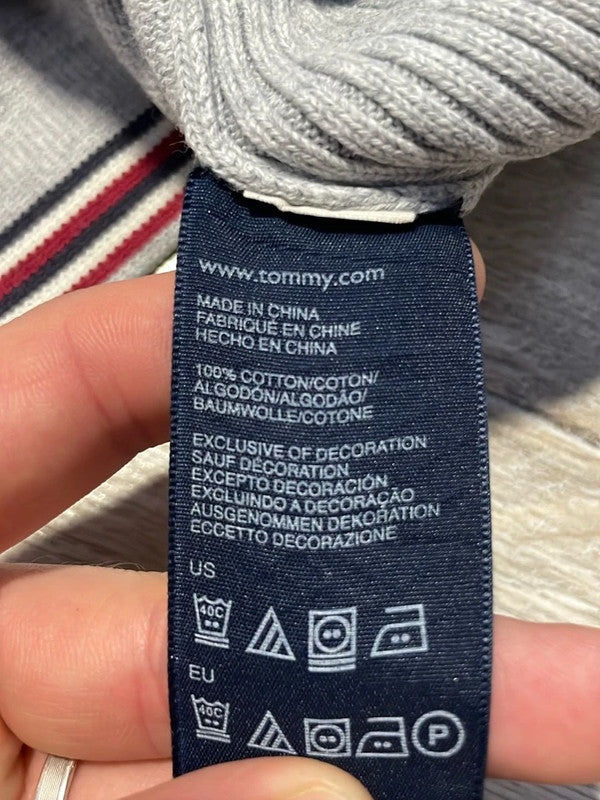 www.tommy.com
MADE IN CHINA
FABRIQUÉ EN CHINE
HECHO EN CHINA
100% COTTON/COTON/
ALGODÓN/ALGODÃO/
BAUMWOLLE/COTONE
EXCLUSIVE OF DECORATION
SAUF DÉCORATION
EXCEPTO DECORACIÓN
EXCLUINDO A DECORAÇÃO
AUSGENOMMEN DEKORATION
ECCETTO DECORAZIONE
US
40C
EU
40C P